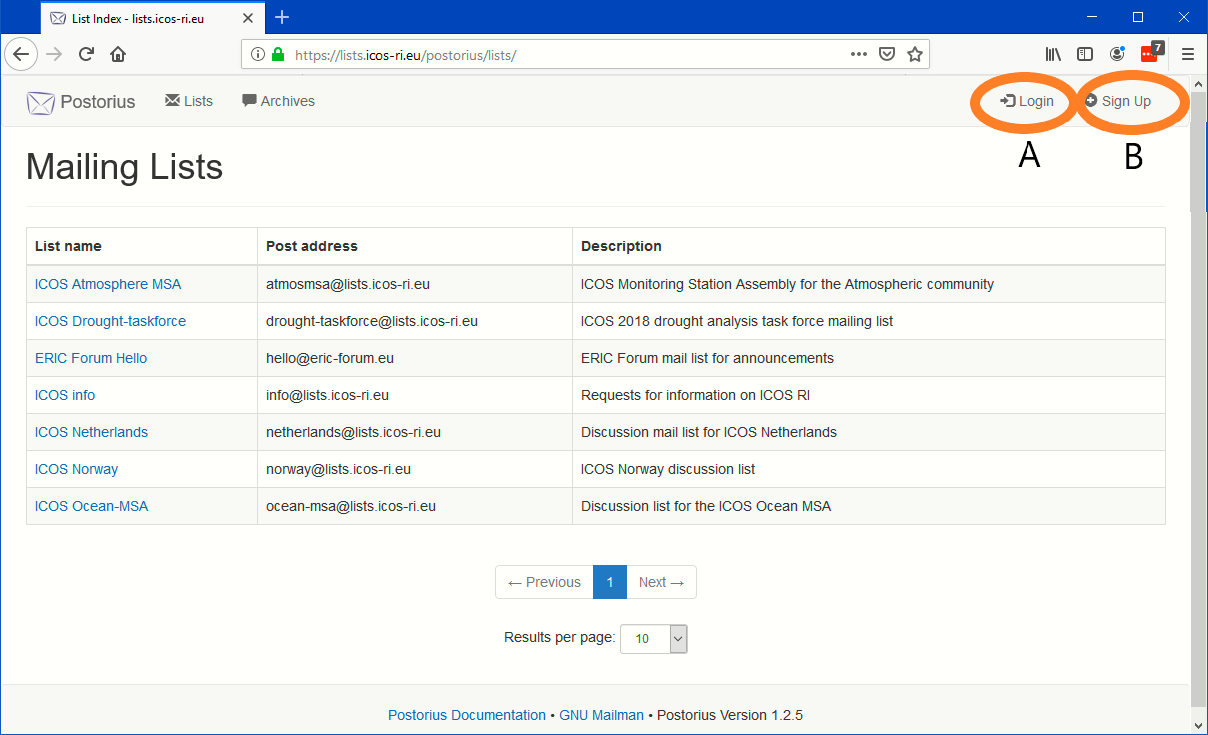 List Index - lists.icos-ri.eu
https://lists.icos-ri.eu/postorius/lists/
7
Postorius Lists Archives Login Sign Up
A B
Mailing Lists
List name Post address Description
ICOS Atmosphere MSA atmosmsa@lists.icos-ri.eu ICOS Monitoring Station Assembly for the Atmospheric community
ICOS Drought-taskforce drought-taskforce@lists.icos-ri.eu ICOS 2018 drought analysis task force mailing list
ERIC Forum Hello hello@eric-forum.eu ERIC Forum mail list for announcements
ICOS info info@lists.icos-ri.eu Requests for information on ICOS RI
ICOS Netherlands netherlands@lists.icos-ri.eu Discussion mail list for ICOS Netherlands
ICOS Norway norway@lists.icos-ri.eu ICOS Norway discussion list
ICOS Ocean-MSA ocean-msa@lists.icos-ri.eu Discussion list for the ICOS Ocean MSA
← Previous 1 Next →
Results per page: 10
Postorius Documentation • GNU Mailman • Postorius Version 1.2.5